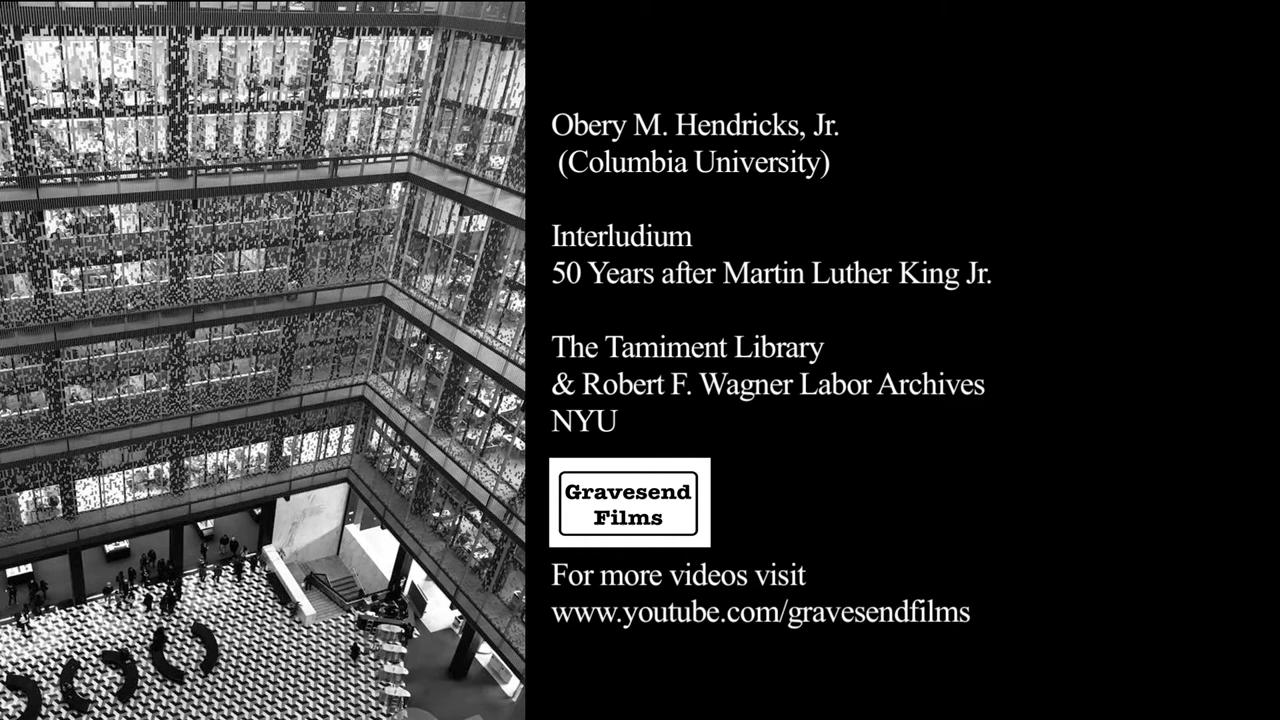 Obery M. Hendricks, Jr.
(Columbia University)
Interludium
50 Years after Martin Luther King Jr.
The Tamiment Library
& Robert F. Wagner Labor Archives
NYU
Gravesend
Films
For more videos visit
www.youtube.com/gravesendfilms